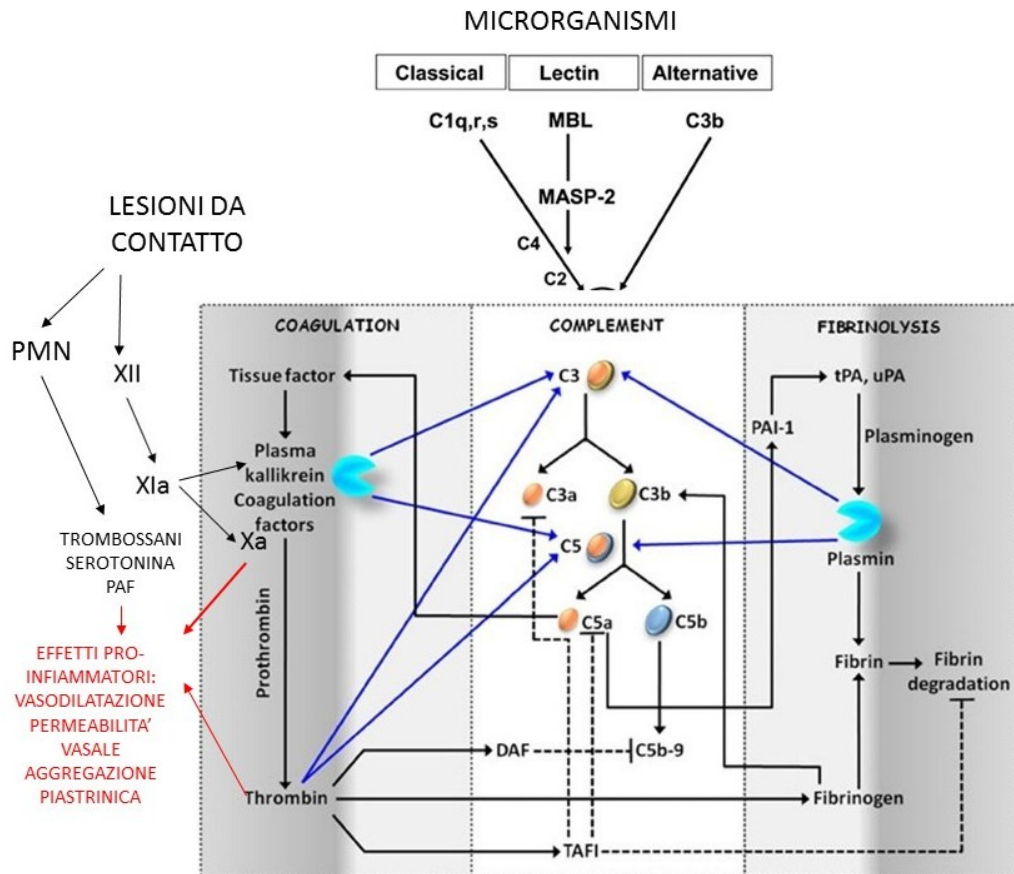 MICRORGANISMI
Classical
Lectin
Alternative
C1q,r,s
MBL
C3b
MASP-2
C4
C2
LESIONI DA
CONTATTO
PMN
XII
XIa
Xa
TROMBOSSANI
SEROTONINA
PAF
EFFETTI PRO-
INFIAMMATORI:
VASODILATAZIONE
PERMEABILITA’
VASALE
AGGREGAZIONE
PIASTRINICA
COAGULATION
Tissue factor
Plasma
kallikrein
Coagulation
factors
Prothrombin
Thrombin
COMPLEMENT
C3
C3a
C3b
C5
C5a
C5b
DAF
C5b-9
TAFI
FIBRINOLYSIS
tPA, uPA
PAI-1
Plasminogen
Plasmin
Fibrin
Fibrin
degradation
Fibrinogen